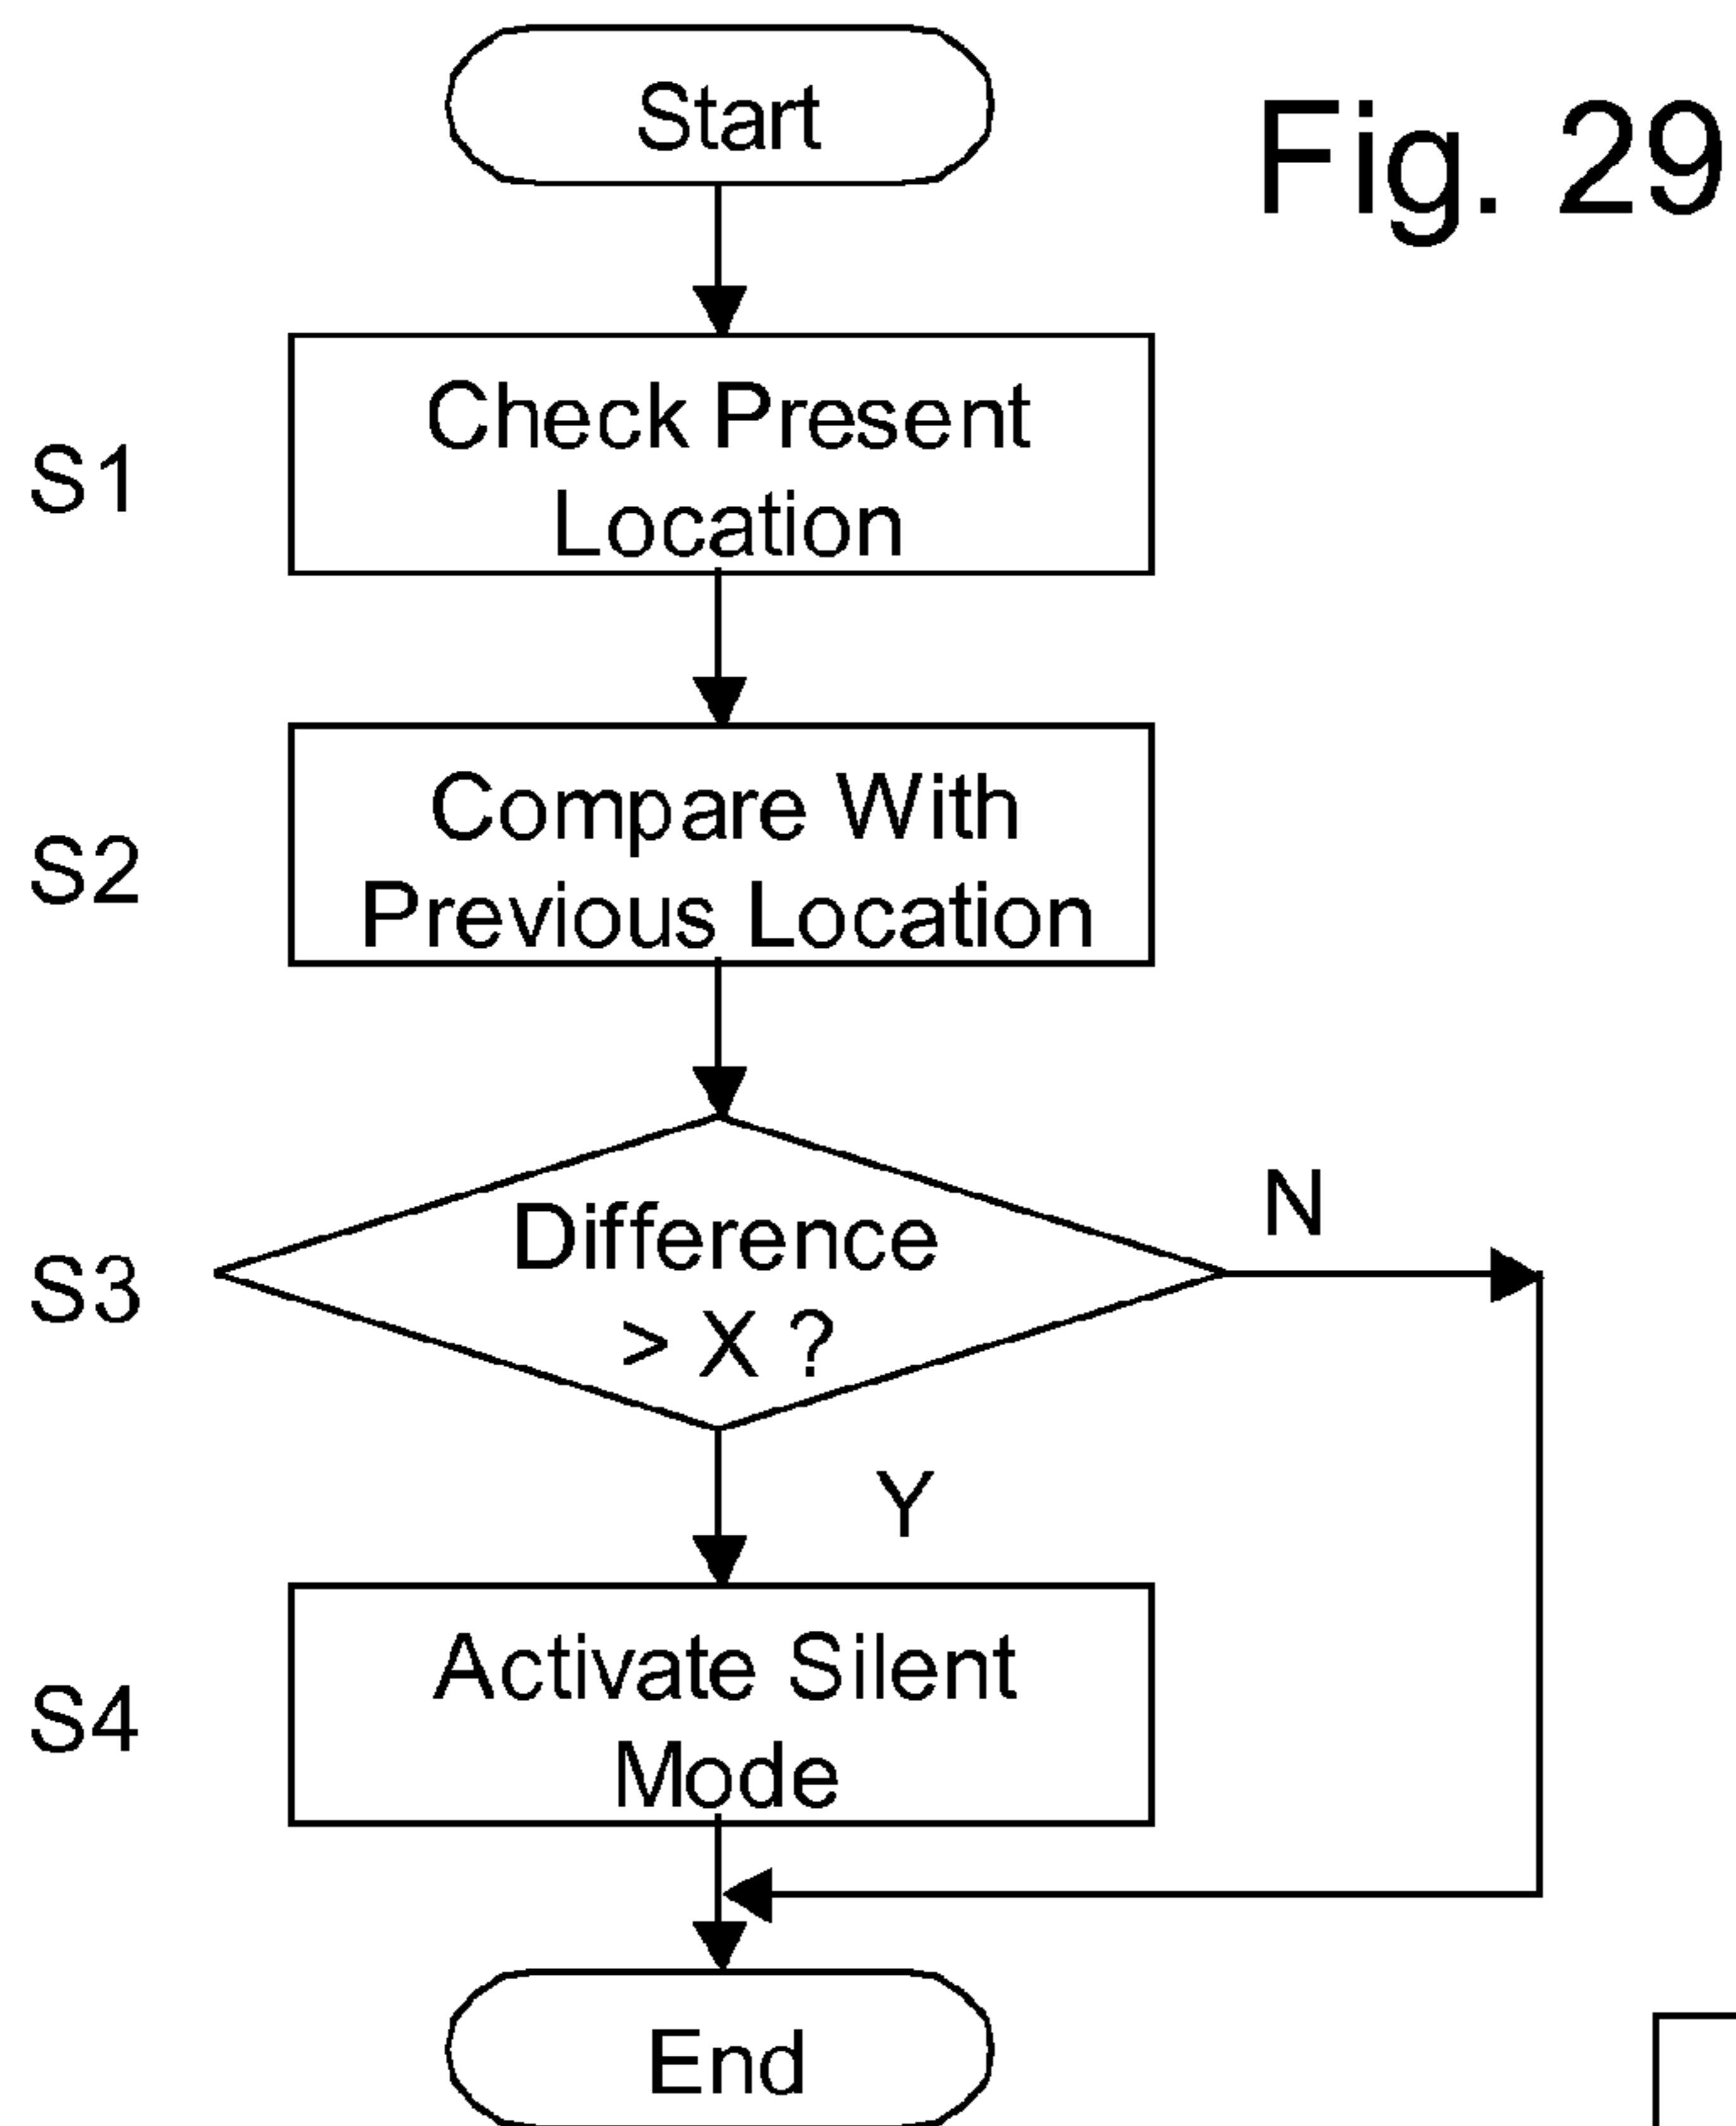 Start
Fig. 29
S1
Check Present
Location
S2
Compare With
Previous Location
S3
Difference
> X ?
N
Y
S4
Activate Silent
Mode
End